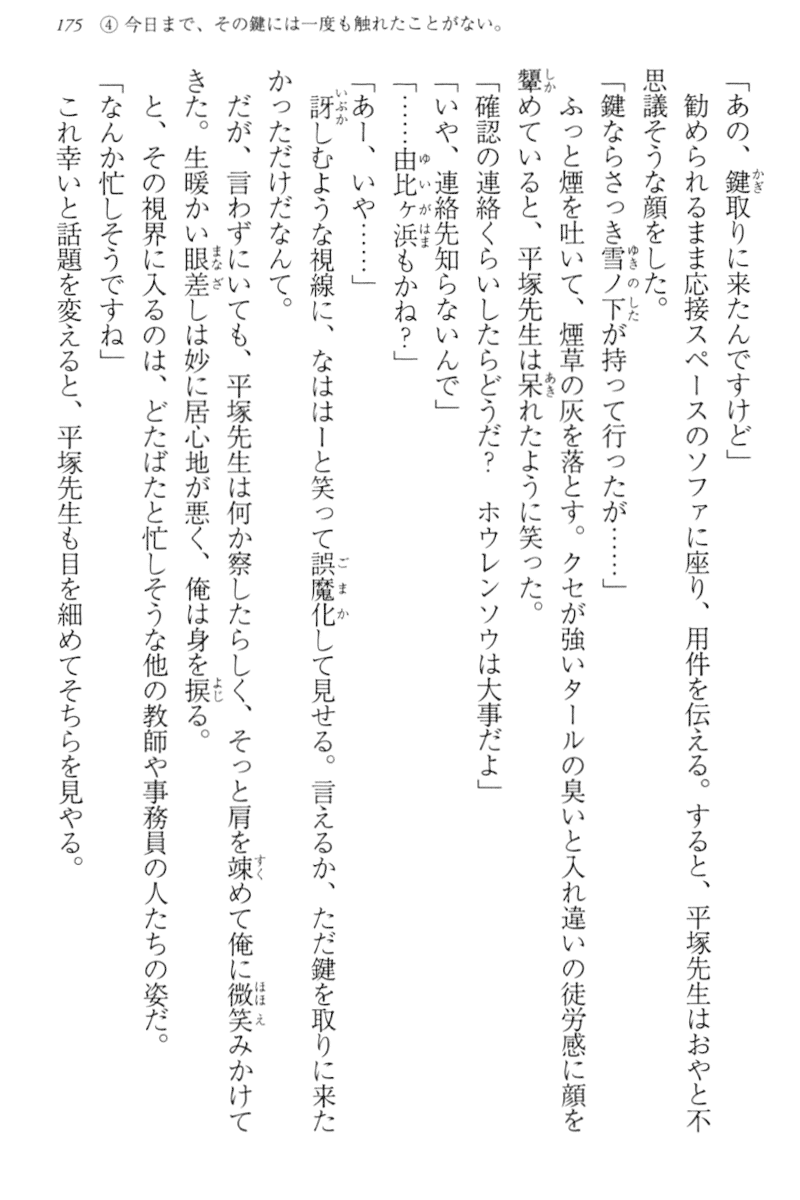 175 ④ 今日まで、その鍵には一度も触れたことがない。
「あの、鍵取りに来たんですけど」
勧められるまま応接スペースのソファに座り、用件を伝える。すると、平塚先生はおやと不
思議そうな顔をした。
「鍵ならさっき雪ノ下が持って行ったが……」
ふっと煙を吐いて、煙草の灰を落とす。クセが強いタールの臭いと入れ違いの徒労感に顔を
顰めていると、平塚先生は呆れたように笑った。
「確認の連絡くらいしたらどうだ？　ホウレンソウは大事だよ」
「いや、連絡先知らないんで」
「……由比ヶ浜もかね？」
「あー、いや……」
訝しむような視線に、なははーと笑って誤魔化して見せる。言えるか、ただ鍵を取りに来た
かっただけだなんて。
だが、言わずにいても、平塚先生は何か察したらしく、そっと肩を竦めて俺に微笑みかけて
きた。生暖かい眼差しは妙に居心地が悪く、俺は身を捩る。
と、その視界に入るのは、どたばたと忙しそうな他の教師や事務員の人たちの姿だ。
「なんか忙しそうですね」
これ幸いと話題を変えると、平塚先生も目を細めてそちらを見やる。